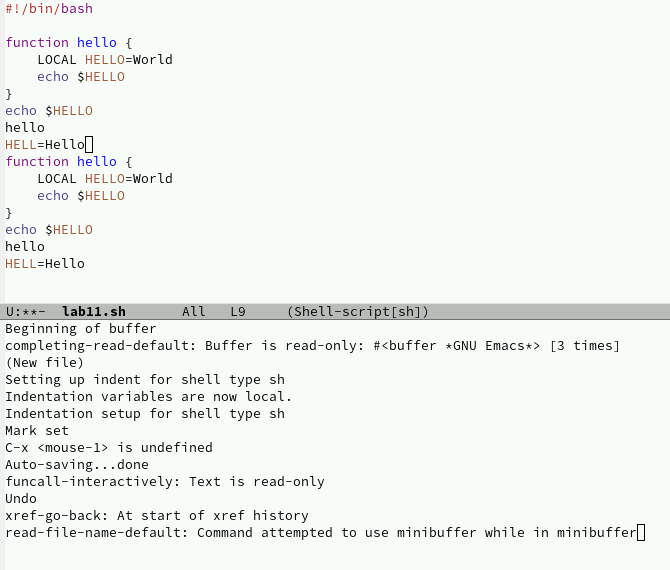 #!/bin/bash
function hello {
    LOCAL HELLO=World
    echo $HELLO
}
echo $HELLO
hello
HELL=Hello
function hello {
    LOCAL HELLO=World
    echo $HELLO
}
echo $HELLO
hello
HELL=Hello
U:**-  lab11.sh       All   L9     (Shell-script[sh])
Beginning of buffer
completing-read-default: Buffer is read-only: #<buffer *GNU Emacs*> [3 times]
(New file)
Setting up indent for shell type sh
Indentation variables are now local.
Indentation setup for shell type sh
Mark set
C-x <mouse-1> is undefined
Auto-saving...done
funcall-interactively: Text is read-only
Undo
xref-go-back: At start of xref history
read-file-name-default: Command attempted to use minibuffer while in minibuffer